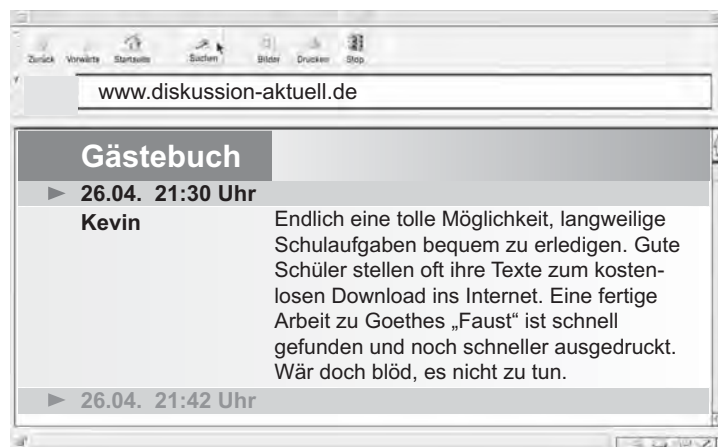 Zurück Vorwärts Startseite Suchen Bilder Drucken Stop
www.diskussion-aktuell.de
Gästebuch
26.04. 21:30 Uhr
Kevin
Endlich eine tolle Möglichkeit, langweilige
Schulaufgaben bequem zu erledigen. Gute
Schüler stellen oft ihre Texte zum kosten-
losen Download ins Internet. Eine fertige
Arbeit zu Goethes „Faust“ ist schnell
gefunden und noch schneller ausgedruckt.
Wär doch blöd, es nicht zu tun.
26.04. 21:42 Uhr